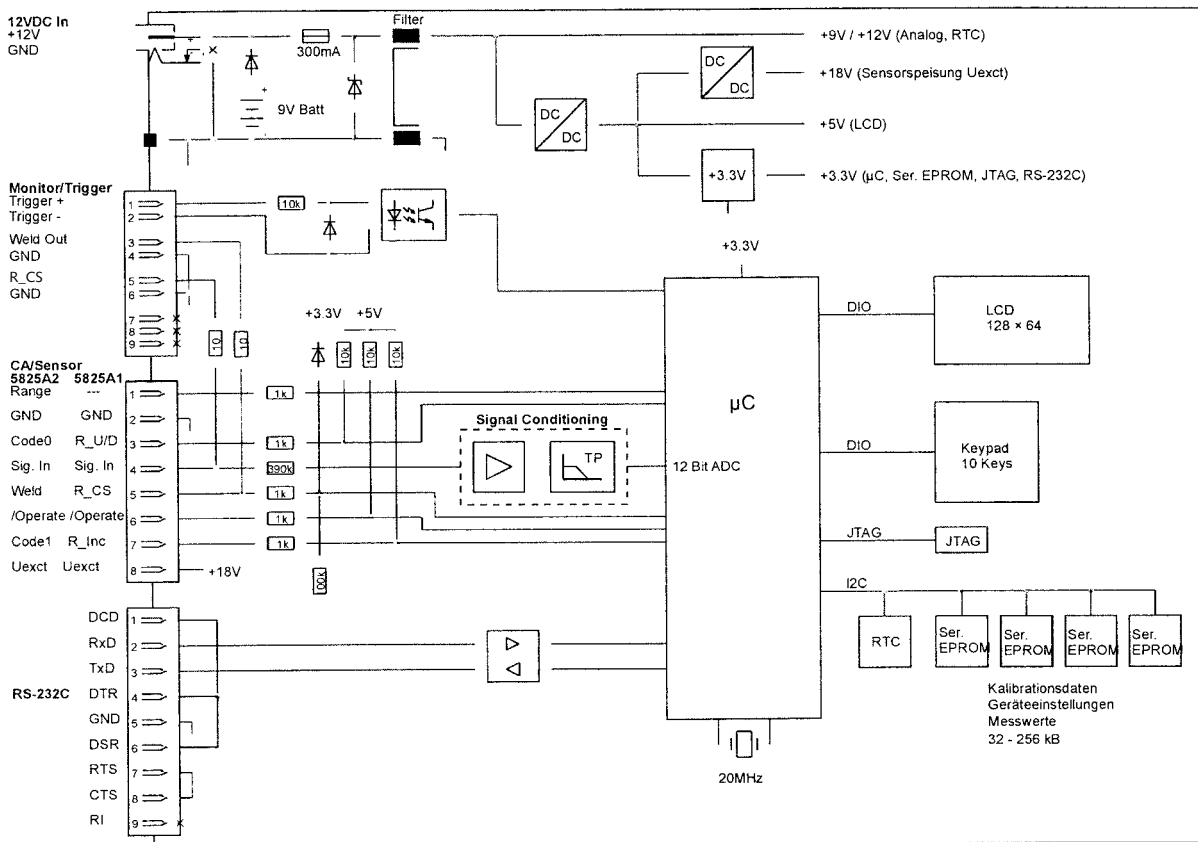 12VDC In
+12V
GND
300mA
Filter
9V Batt
+
+
DC
DC
DC
DC
+3.3V
+9V / +12V (Analog, RTC)
+18V (Sensorspeisung Uexct)
+5V (LCD)
+3.3V (µC, Ser. EPROM, JTAG, RS-232C)
Monitor/Trigger
Trigger + 1
Trigger - 2
Weld Out 3
GND 4
R_CS 5
GND 6
7
8
9
10k
10
10
+3.3V +5V
10k
10k
10k
CA/Sensor
5825A2 5825A1
Range --- 1 1k
GND GND 2
Code0 R_U/D 3 1k
Sig. In Sig. In 4 390k
Weld R_CS 5 1k
/Operate /Operate 6 1k
Code1 R_Inc 7 1k
Uexct Uexct 8 +18V
00k
Signal Conditioning
TP
+3.3V
µC
12 Bit ADC
20MHz
DIO
LCD
128 × 64
DIO
Keypad
10 Keys
JTAG
JTAG
I2C
RTC
Ser.
EPROM
Ser.
EPROM
Ser.
EPROM
Ser.
EPROM
Kalibrationsdaten
Geräteeinstellungen
Messwerte
32 - 256 kB
RS-232C
DCD 1
RxD 2
TxD 3
DTR 4
GND 5
DSR 6
RTS 7
CTS 8
RI 9